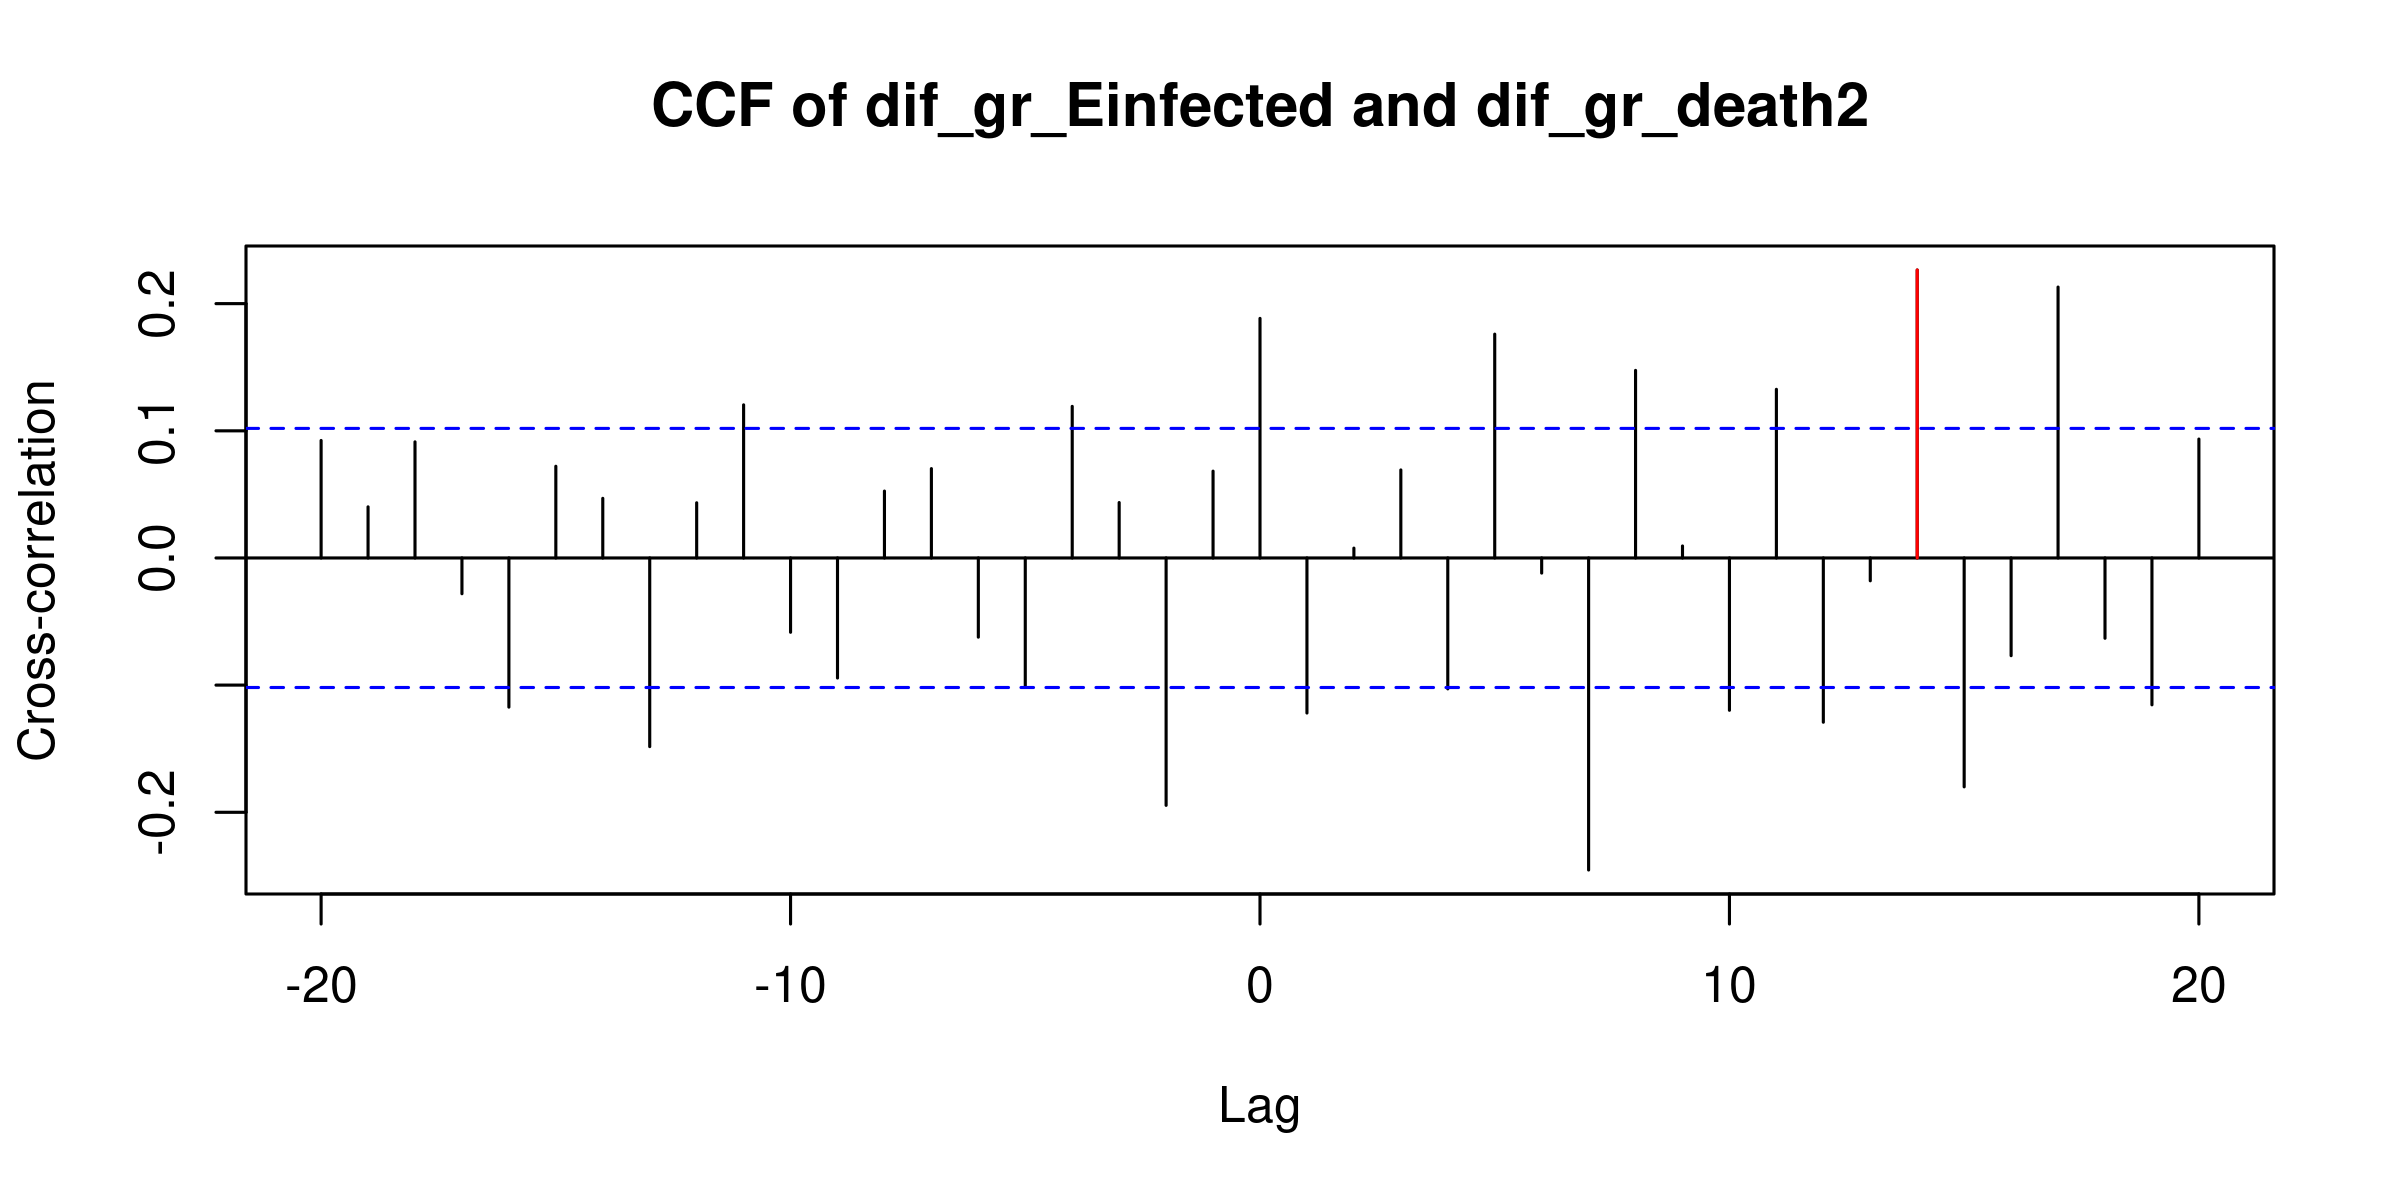 CCF of dif_gr_Einfected and dif_gr_death2
Cross-correlation
0.2
0.1
0.0
-0.2
-20 -10 0 10 20
Lag